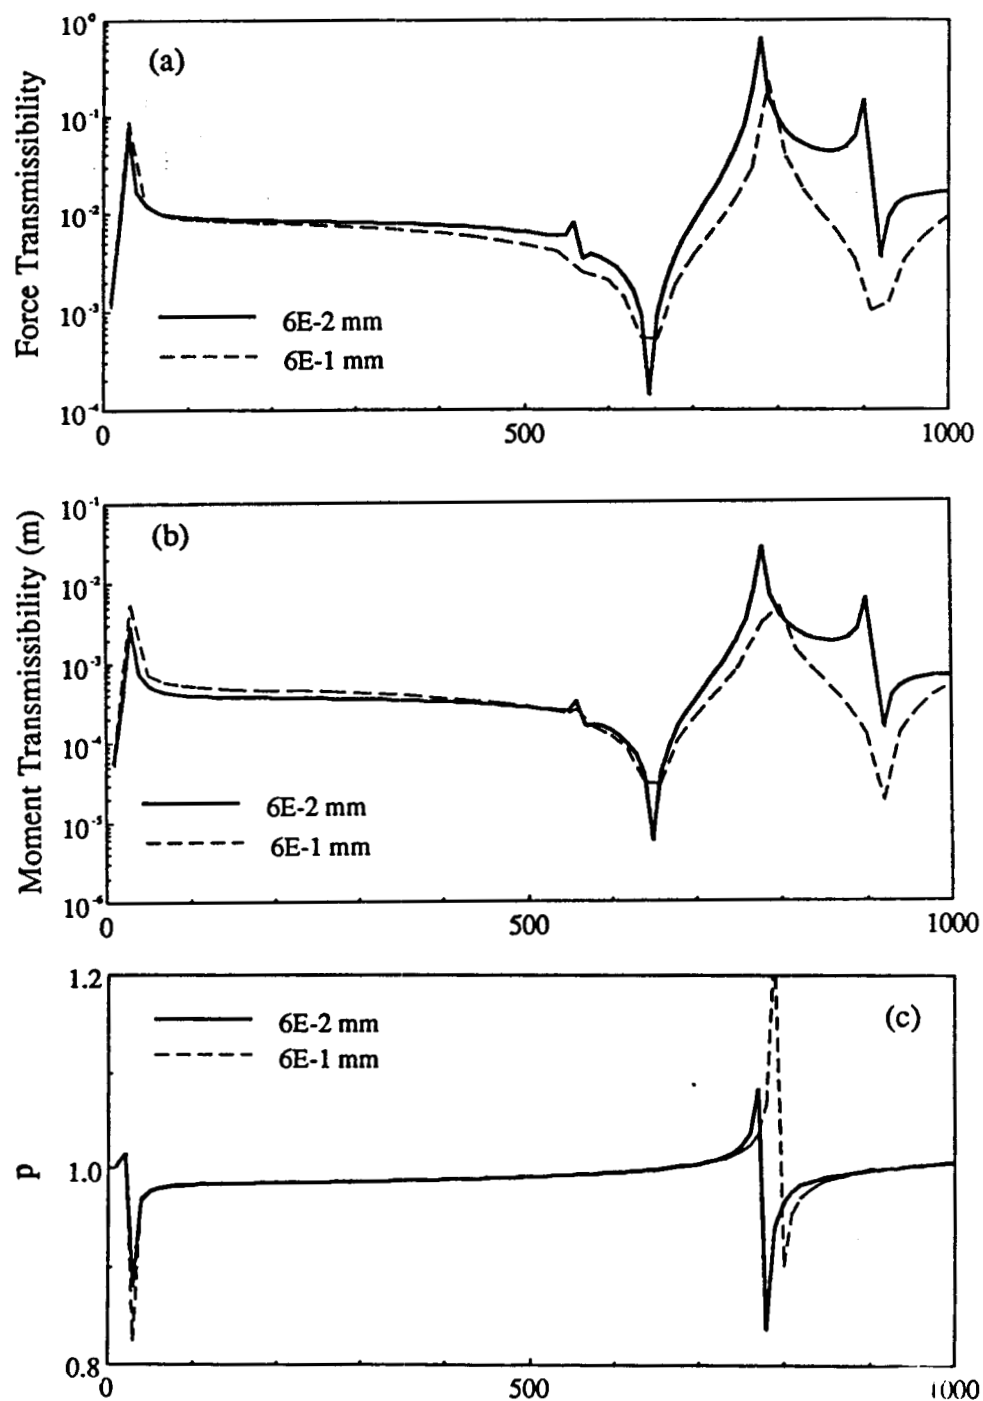 Force Transmissibility
(a)
10⁰
10⁻¹
10⁻²
10⁻³
10⁻⁴
6E-2 mm
6E-1 mm
0 500 1000
Moment Transmissibility (m)
(b)
10⁻¹
10⁻²
10⁻³
10⁻⁴
10⁻⁵
10⁻⁶
6E-2 mm
6E-1 mm
0 500 1000
p
(c)
1.2
1.0
0.8
6E-2 mm
6E-1 mm
0 500 1000